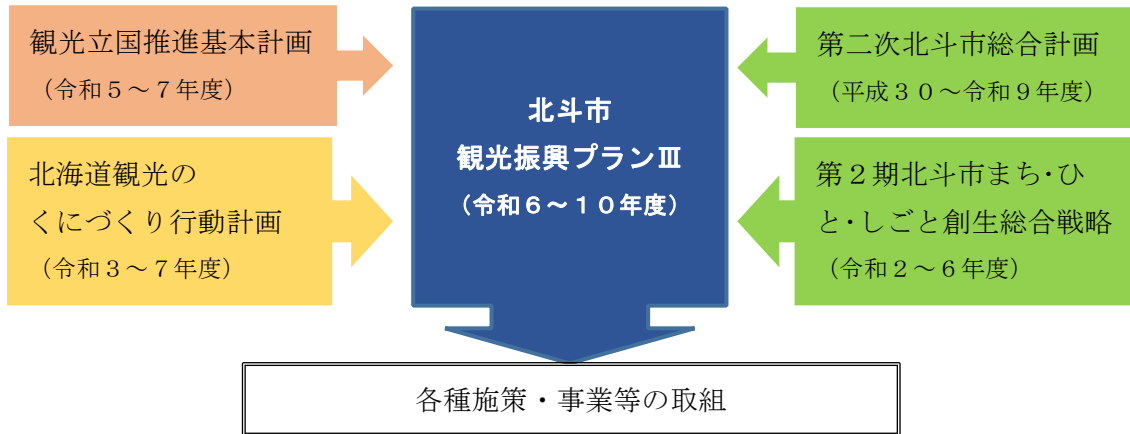 観光立国推進基本計画
（令和５～７年度）
北海道観光の
くにづくり行動計画
（令和３～７年度）
北斗市
観光振興プランⅢ
（令和６～１０年度）
第二次北斗市総合計画
（平成３０～令和９年度）
第２期北斗市まち・ひ
と・しごと創生総合戦略
（令和２～６年度）
各種施策・事業等の取組